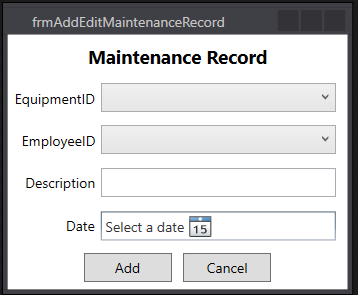 frmAddEditMaintenanceRecord
Maintenance Record
EquipmentID
EmployeeID
Description
Date Select a date 15
Add Cancel